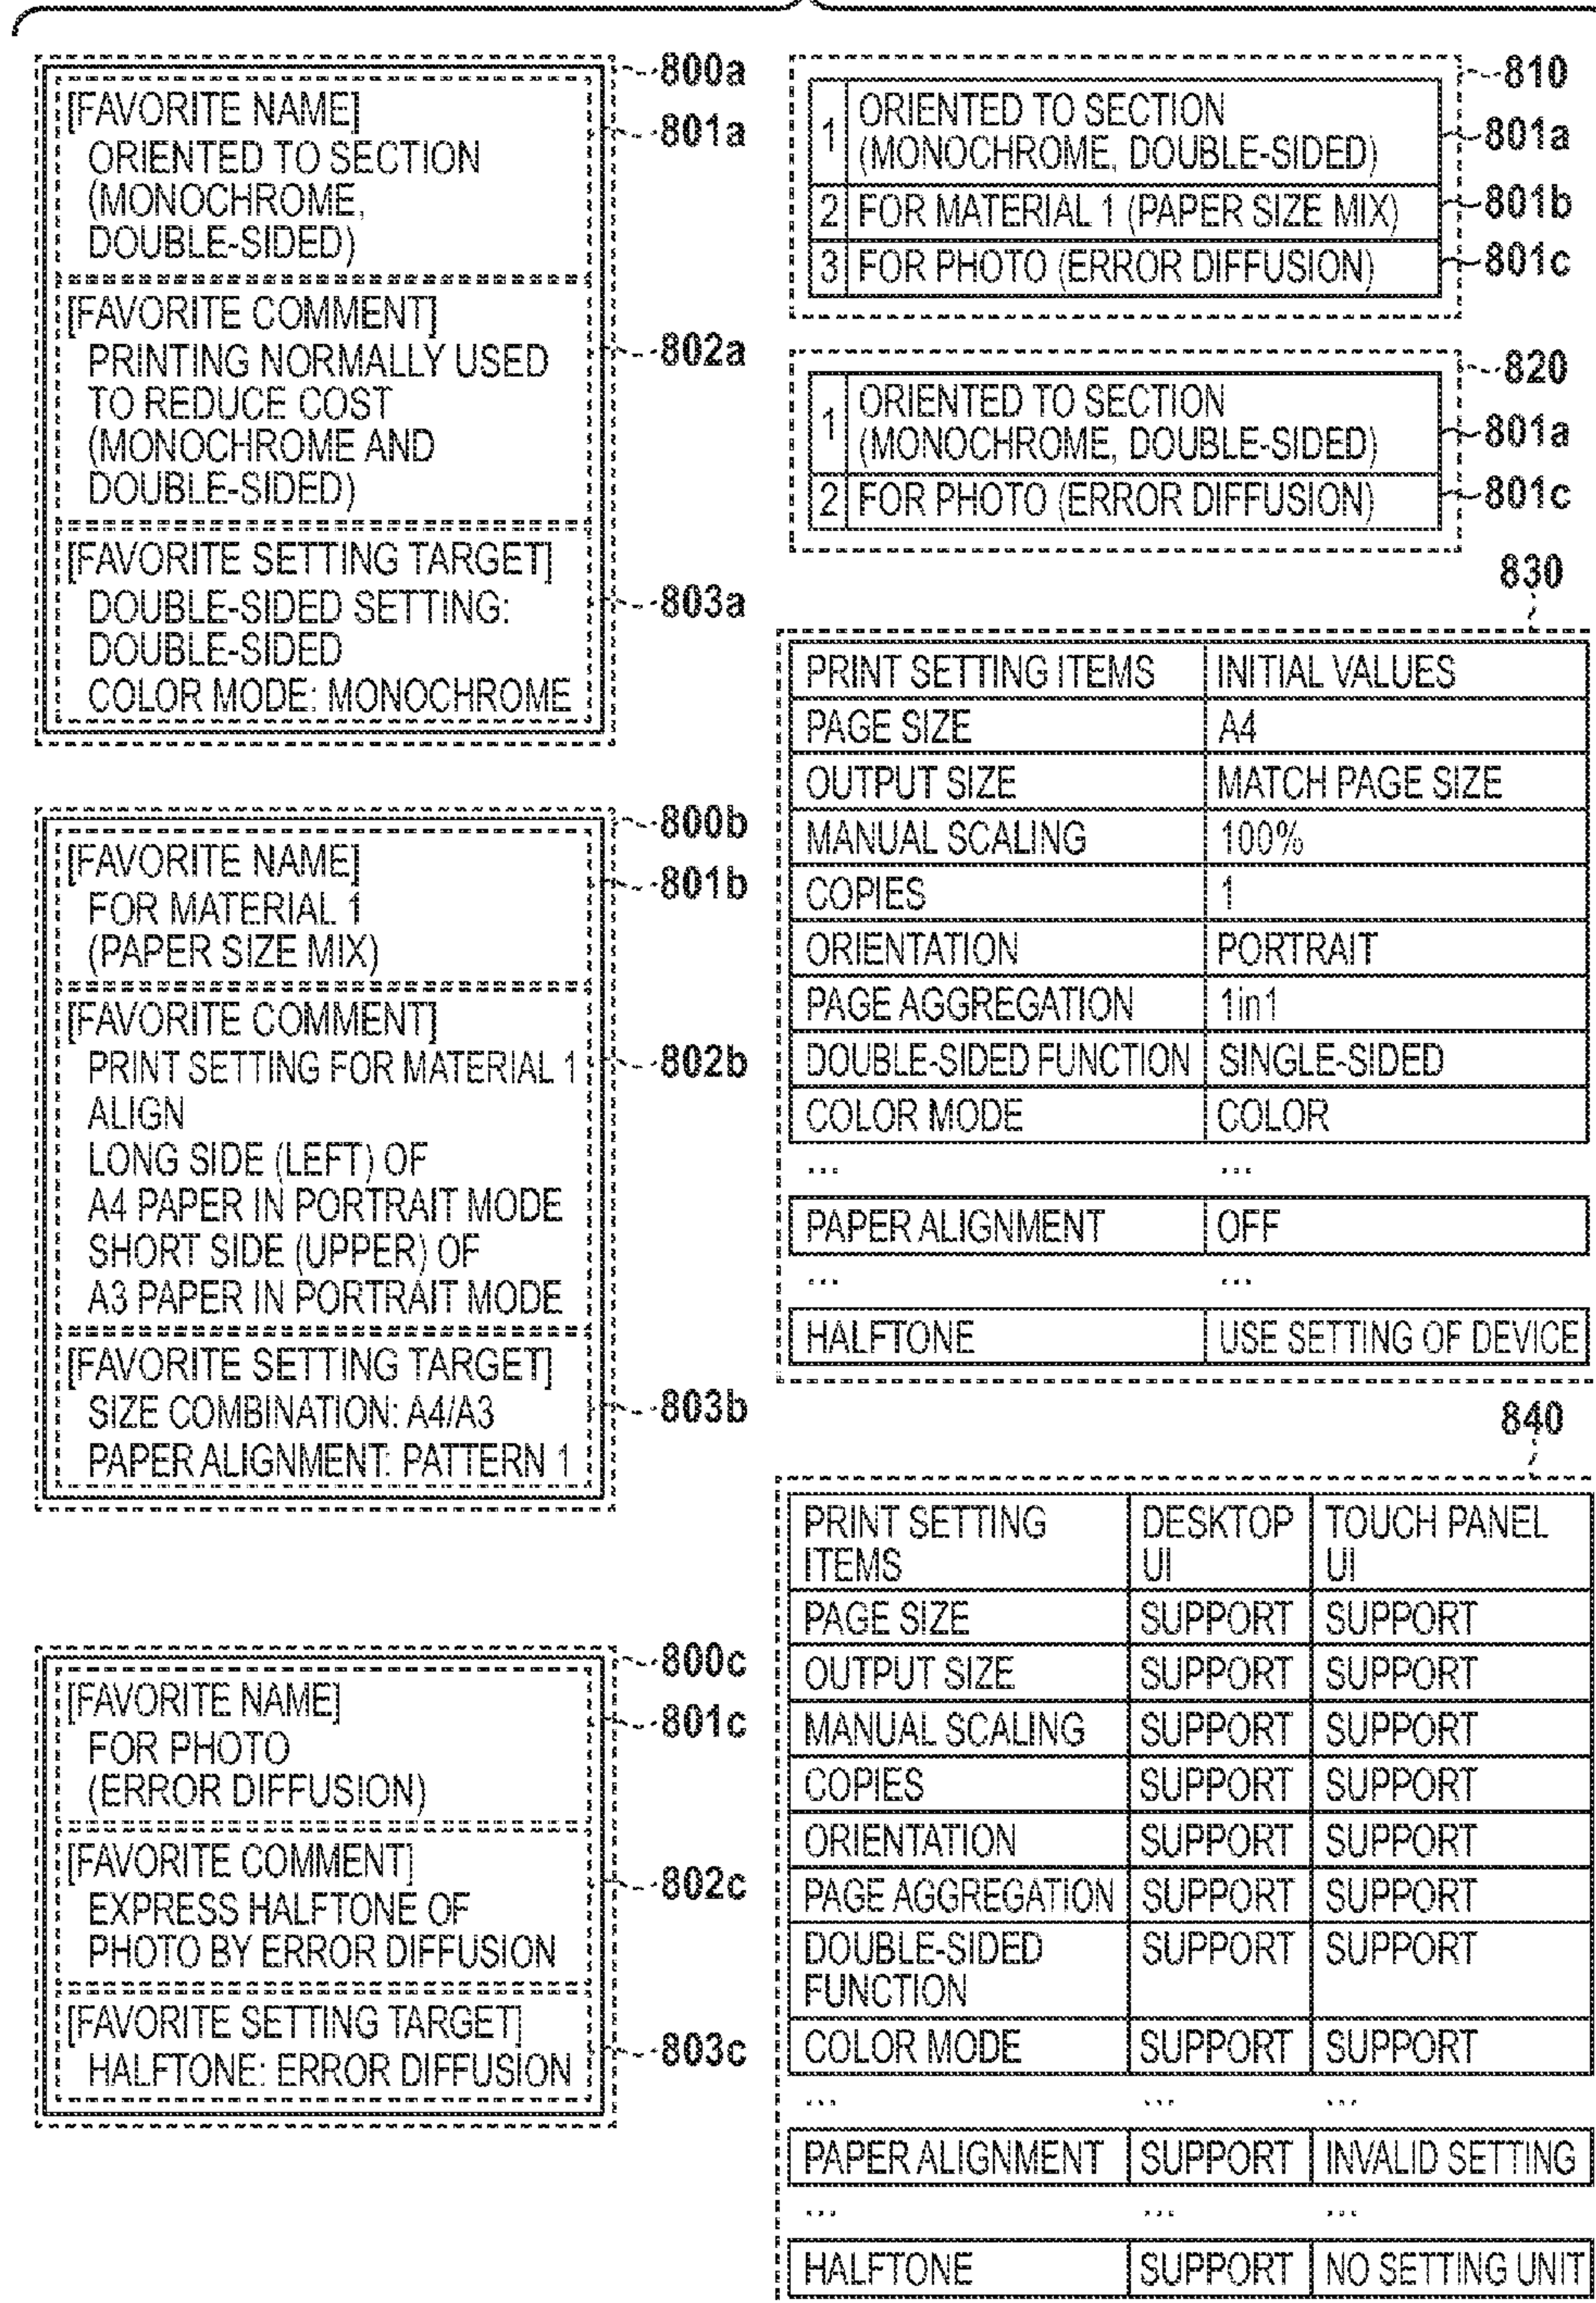 800a
[FAVORITE NAME]
801a
ORIENTED TO SECTION
(MONOCHROME,
DOUBLE-SIDED)
[FAVORITE COMMENT]
PRINTING NORMALLY USED
802a
TO REDUCE COST
(MONOCHROME AND
DOUBLE-SIDED)
[FAVORITE SETTING TARGET]
DOUBLE-SIDED SETTING:
803a
DOUBLE-SIDED
COLOR MODE: MONOCHROME
800b
[FAVORITE NAME]
801b
FOR MATERIAL 1
(PAPER SIZE MIX)
[FAVORITE COMMENT]
PRINT SETTING FOR MATERIAL 1
802b
ALIGN
LONG SIDE (LEFT) OF
A4 PAPER IN PORTRAIT MODE
SHORT SIDE (UPPER) OF
A3 PAPER IN PORTRAIT MODE
[FAVORITE SETTING TARGET]
SIZE COMBINATION: A4/A3
803b
PAPER ALIGNMENT: PATTERN 1
800c
[FAVORITE NAME]
801c
FOR PHOTO
(ERROR DIFFUSION)
[FAVORITE COMMENT]
802c
EXPRESS HALFTONE OF
PHOTO BY ERROR DIFFUSION
[FAVORITE SETTING TARGET]
803c
HALFTONE: ERROR DIFFUSION
810
1 ORIENTED TO SECTION
(MONOCHROME, DOUBLE-SIDED)
801a
2 FOR MATERIAL 1 (PAPER SIZE MIX) 801b
3 FOR PHOTO (ERROR DIFFUSION) 801c
820
1 ORIENTED TO SECTION
(MONOCHROME, DOUBLE-SIDED) 801a
2 FOR PHOTO (ERROR DIFFUSION) 801c
830
PRINT SETTING ITEMS INITIAL VALUES
PAGE SIZE A4
OUTPUT SIZE MATCH PAGE SIZE
MANUAL SCALING 100%
COPIES 1
ORIENTATION PORTRAIT
PAGE AGGREGATION 1in1
DOUBLE-SIDED FUNCTION SINGLE-SIDED
COLOR MODE COLOR
... ...
PAPER ALIGNMENT OFF
... ...
HALFTONE USE SETTING OF DEVICE
840
PRINT SETTING DESKTOP TOUCH PANEL
ITEMS UI UI
PAGE SIZE SUPPORT SUPPORT
OUTPUT SIZE SUPPORT SUPPORT
MANUAL SCALING SUPPORT SUPPORT
COPIES SUPPORT SUPPORT
ORIENTATION SUPPORT SUPPORT
PAGE AGGREGATION SUPPORT SUPPORT
DOUBLE-SIDED SUPPORT SUPPORT
FUNCTION
COLOR MODE SUPPORT SUPPORT
... ... ...
PAPER ALIGNMENT SUPPORT INVALID SETTING
... ... ...
HALFTONE SUPPORT NO SETTING UNIT